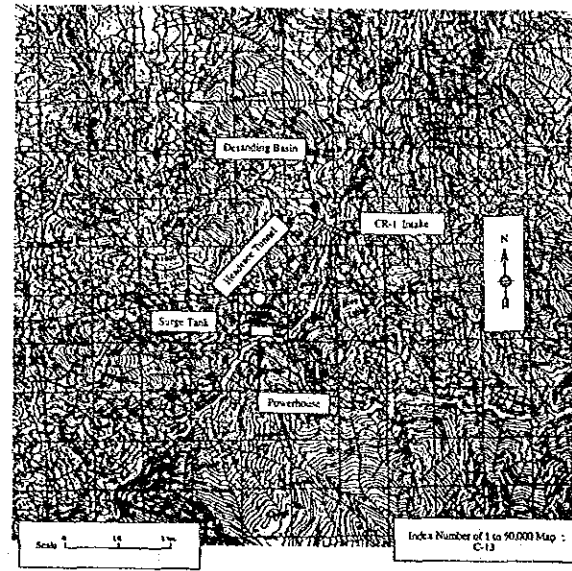 Desanding Basin
CR-1 Intake
Headrace Tunnel
N
Surge Tank
Powerhouse
Scale 0
Index Number of 1 to 50,000 Map :
C-13